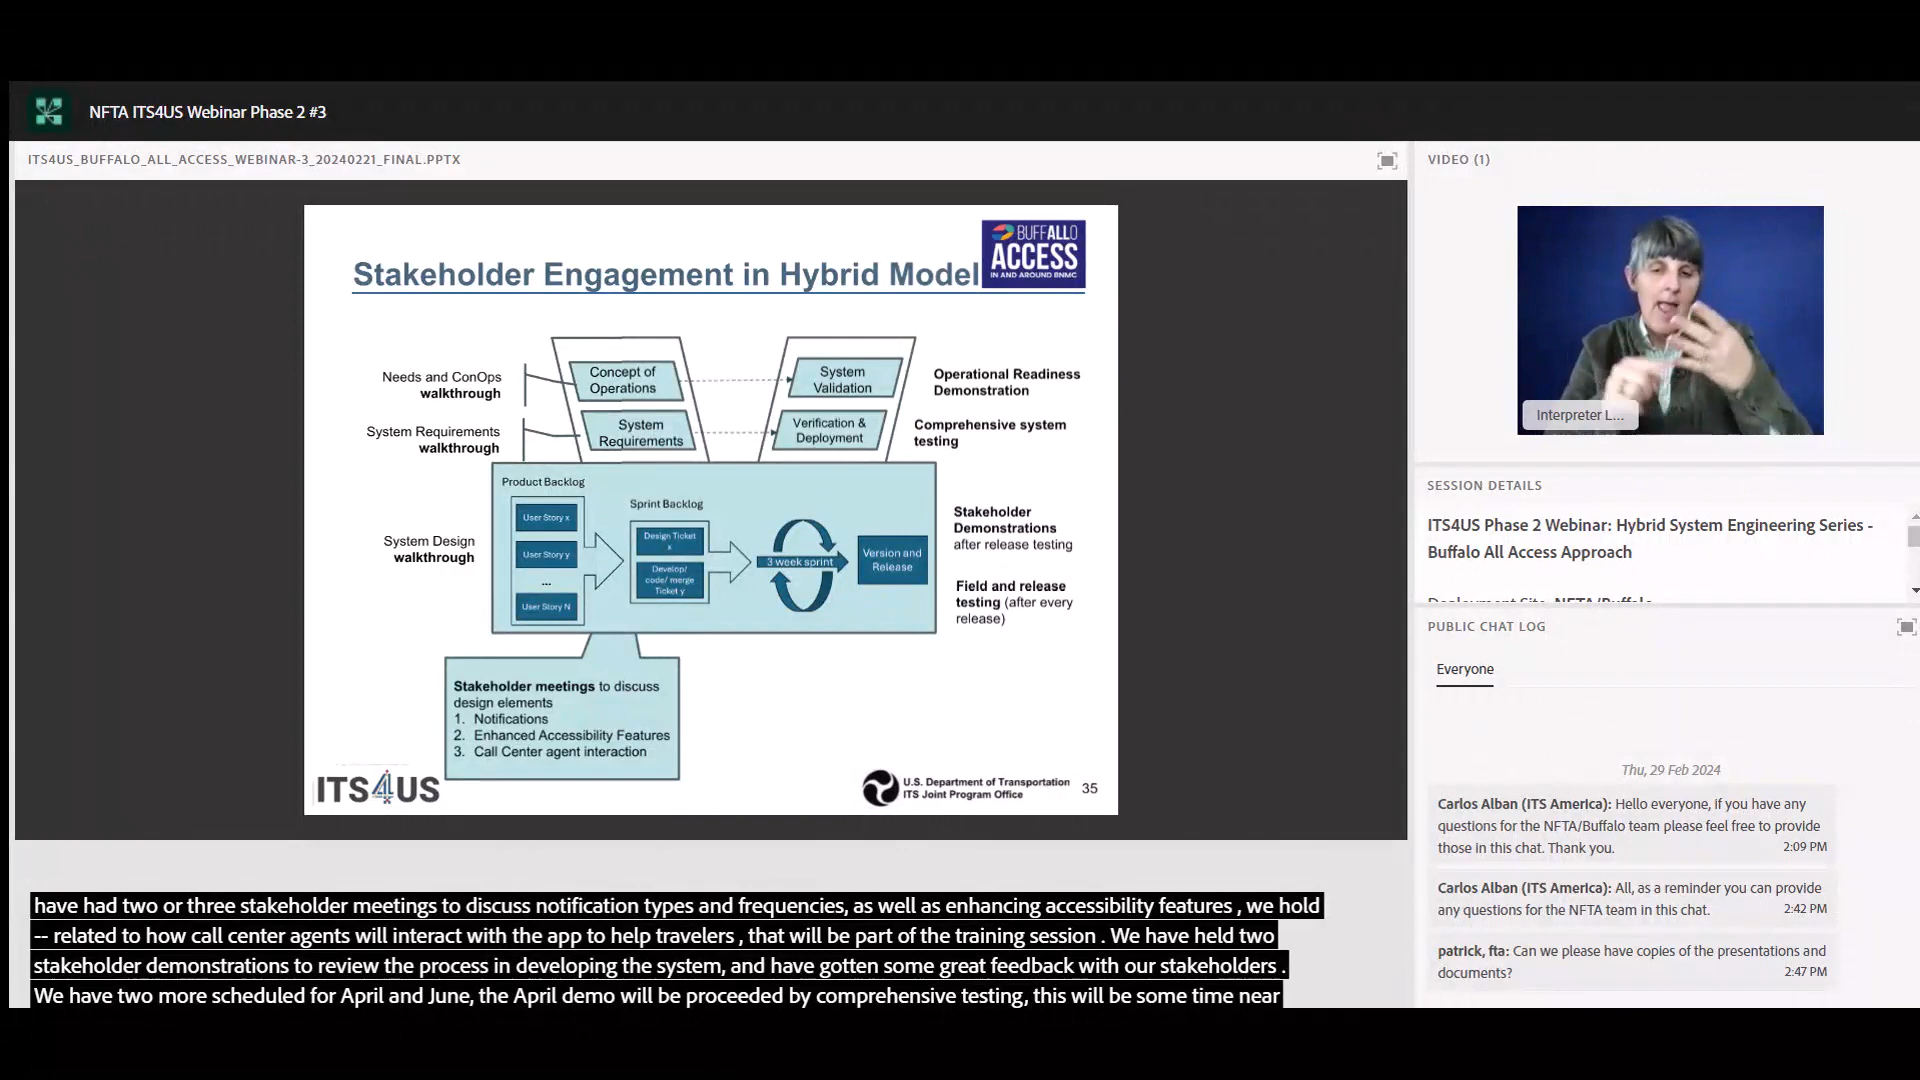 NFTA ITS4US Webinar Phase 2 #3
ITS4US_BUFFALO_ALL_ACCESS_WEBINAR-3_20240221_FINAL.PPTX
BUFFALLO
ACCESS
IN AND AROUND BNMC
Stakeholder Engagement in Hybrid Model
Needs and ConOps
walkthrough
Concept of
Operations
System
Validation
Operational Readiness
Demonstration
System Requirements
walkthrough
System
Requirements
Verification &
Deployment
Comprehensive system
testing
System Design
walkthrough
Product Backlog
User Story x
User Story y
...
User Story N
Sprint Backlog
Design Ticket
x
Develop/
code/ merge
Ticket y
3 week sprint
Version and
Release
Stakeholder
Demonstrations
after release testing
Field and release
testing (after every
release)
Stakeholder meetings to discuss
design elements
1. Notifications
2. Enhanced Accessibility Features
3. Call Center agent interaction
ITS4US
U.S. Department of Transportation
ITS Joint Program Office
35
have had two or three stakeholder meetings to discuss notification types and frequencies, as well as enhancing accessibility features , we hold
-- related to how call center agents will interact with the app to help travelers , that will be part of the training session . We have held two
stakeholder demonstrations to review the process in developing the system, and have gotten some great feedback with our stakeholders .
We have two more scheduled for April and June, the April demo will be proceeded by comprehensive testing, this will be some time near
VIDEO (1)
Interpreter L...
SESSION DETAILS
ITS4US Phase 2 Webinar: Hybrid System Engineering Series -
Buffalo All Access Approach
Deployment Site: NFTA/Buffalo
PUBLIC CHAT LOG
Everyone
Thu, 29 Feb 2024
Carlos Alban (ITS America): Hello everyone, if you have any
questions for the NFTA/Buffalo team please feel free to provide
those in this chat. Thank you.
2:09 PM
Carlos Alban (ITS America): All, as a reminder you can provide
any questions for the NFTA team in this chat.
2:42 PM
patrick, fta: Can we please have copies of the presentations and
documents?
2:47 PM